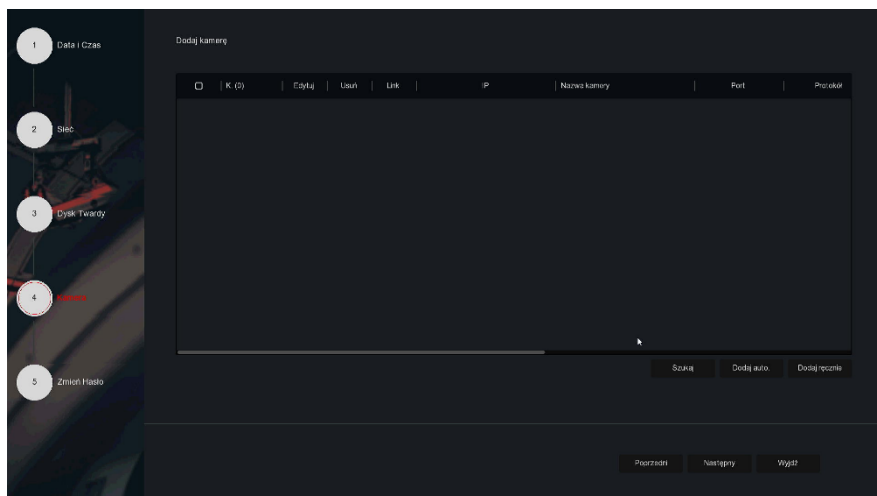 Dodaj kamerę
1 Data i Czas
K. (0) Edytuj Usuń Link IP Nazwa kamery Port Protokół
2 Sieć
3 Dysk Twardy
4
5 Zmień Hasło
Szukaj Dodaj auto. Dodaj ręcznie
Poprzedni Następny Wyjdź